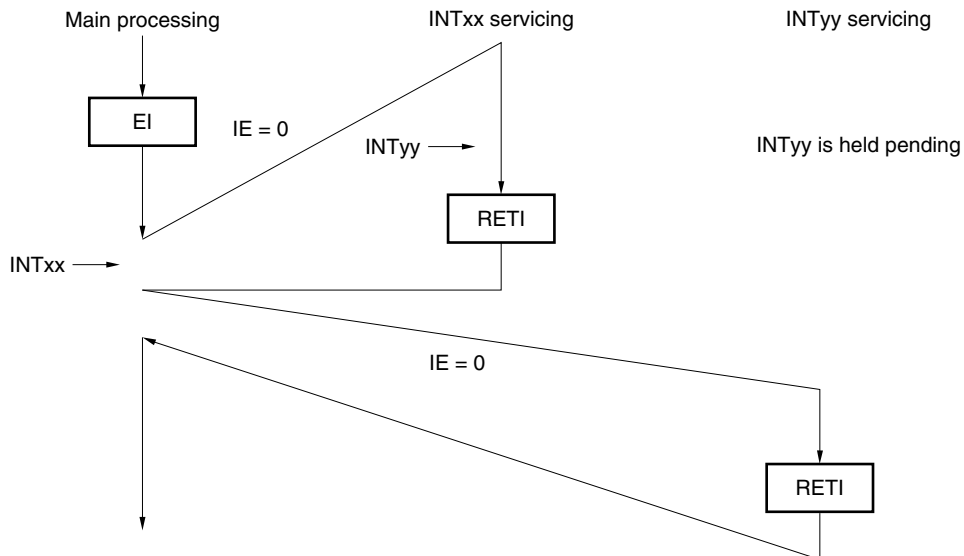 Main processing
INTxx servicing
INTyy servicing
EI
IE = 0
INTyy
INTyy is held pending
RETI
INTxx
IE = 0
RETI